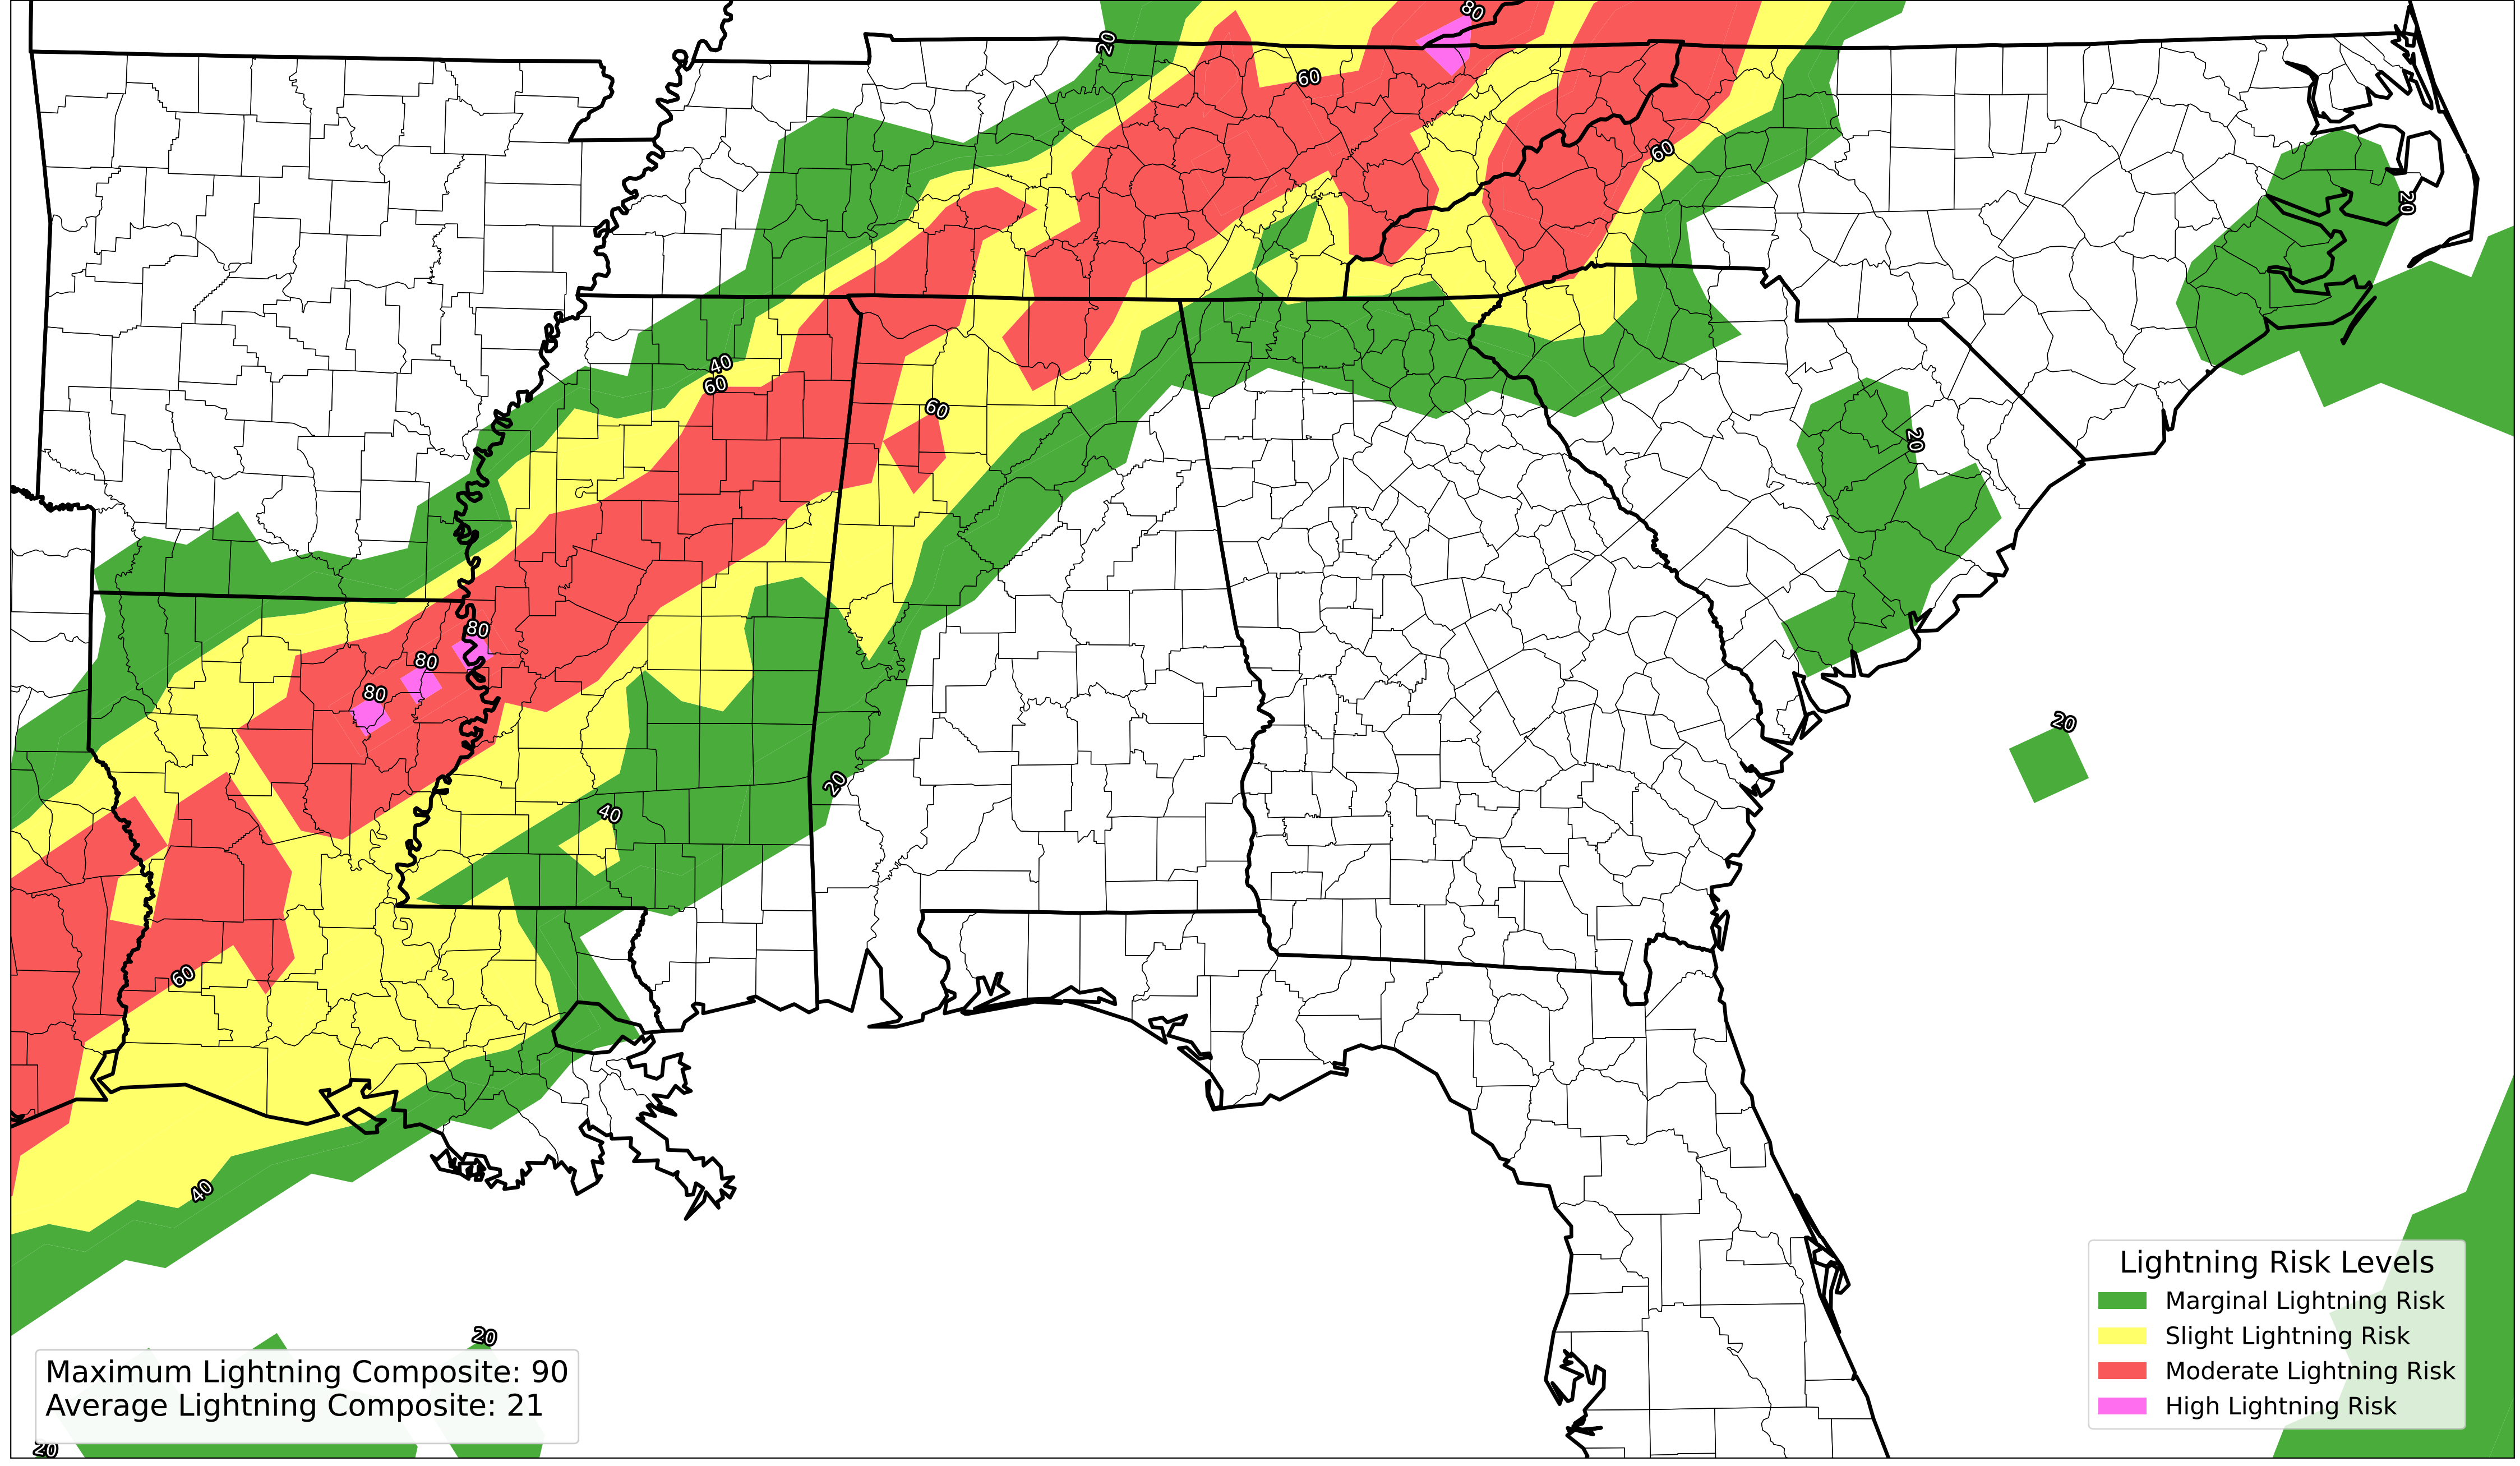 80
20
60
60
20
40
60
60
20
80
80
80
20
20
40
60
40
20
Maximum Lightning Composite: 90
Average Lightning Composite: 21
20
Lightning Risk Levels
Marginal Lightning Risk
Slight Lightning Risk
Moderate Lightning Risk
High Lightning Risk